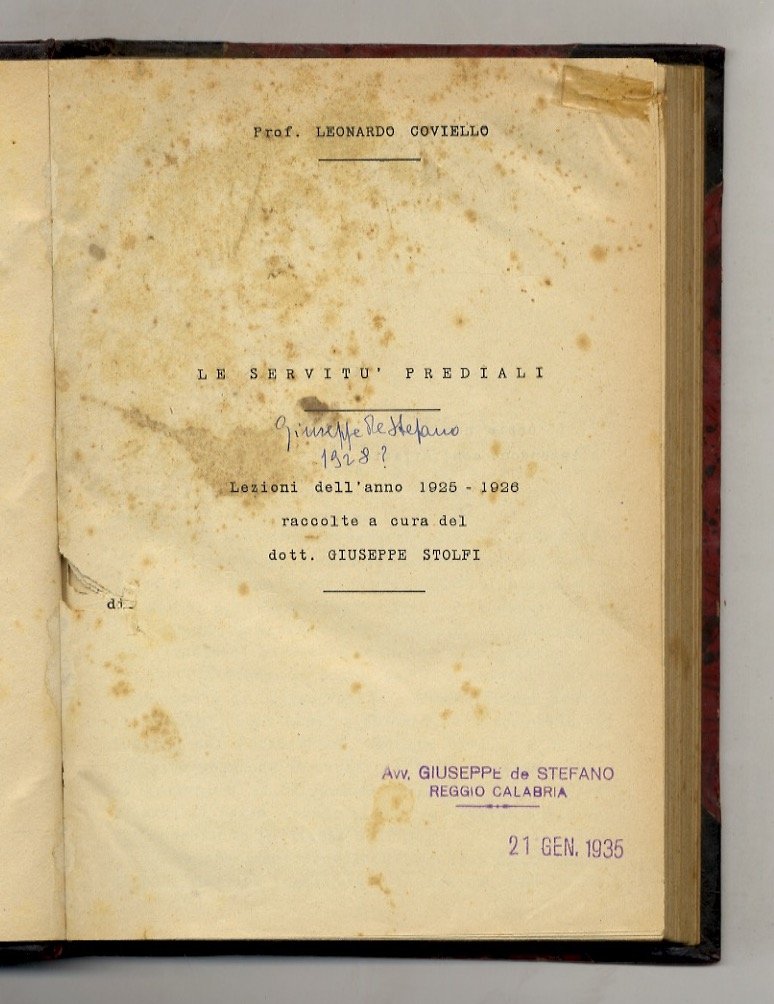 Prof. LEONARDO COVIELLO
LE SERVITU' PREDIALI
Giuseppe De Stefano
1928?
Lezioni dell'anno 1925 - 1926
raccolte a cura del
dott. GIUSEPPE STOLFI
di
Avv. GIUSEPPE de STEFANO
REGGIO CALABRIA
21 GEN. 1935